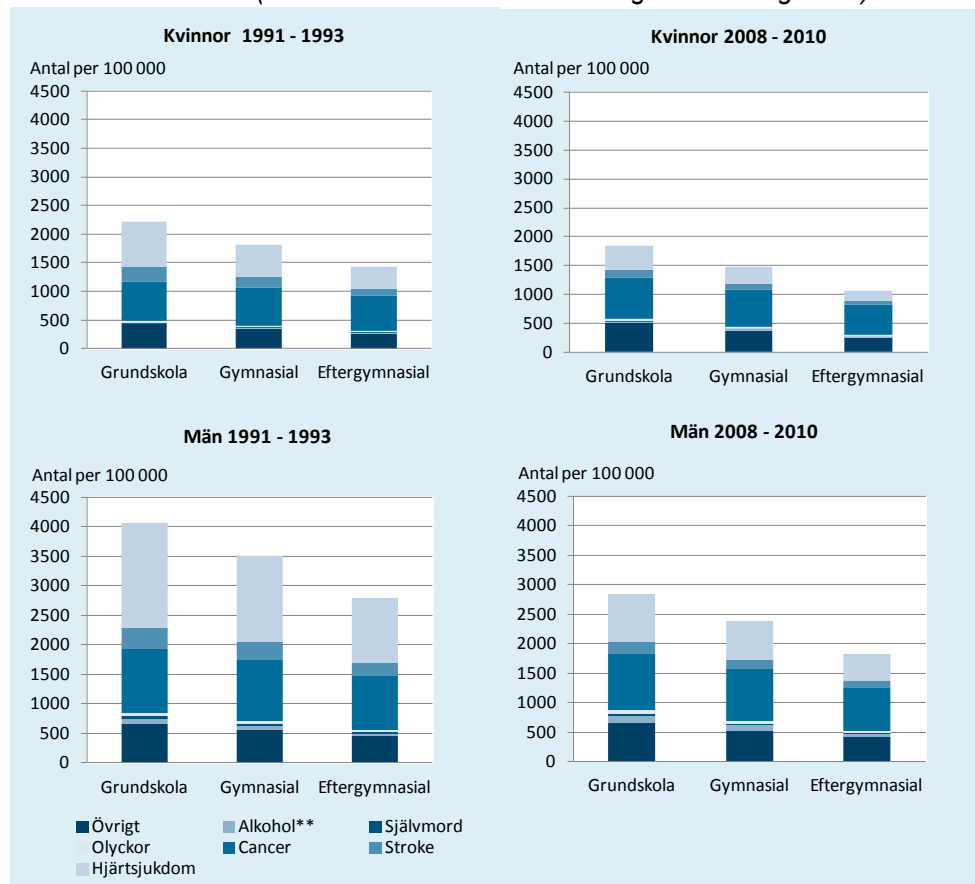 Kvinnor 1991 - 1993
Antal per 100 000
4500
4000
3500
3000
2500
2000
1500
1000
500
0
Grundskola Gymnasial Eftergymnasial
Kvinnor 2008 - 2010
Antal per 100 000
4500
4000
3500
3000
2500
2000
1500
1000
500
0
Grundskola Gymnasial Eftergymnasial
Män 1991 - 1993
Antal per 100 000
4500
4000
3500
3000
2500
2000
1500
1000
500
0
Grundskola Gymnasial Eftergymnasial
Män 2008 - 2010
Antal per 100 000
4500
4000
3500
3000
2500
2000
1500
1000
500
0
Grundskola Gymnasial Eftergymnasial
Övrigt Alkohol** Självmord
Olyckor Cancer Stroke
Hjärtsjukdom